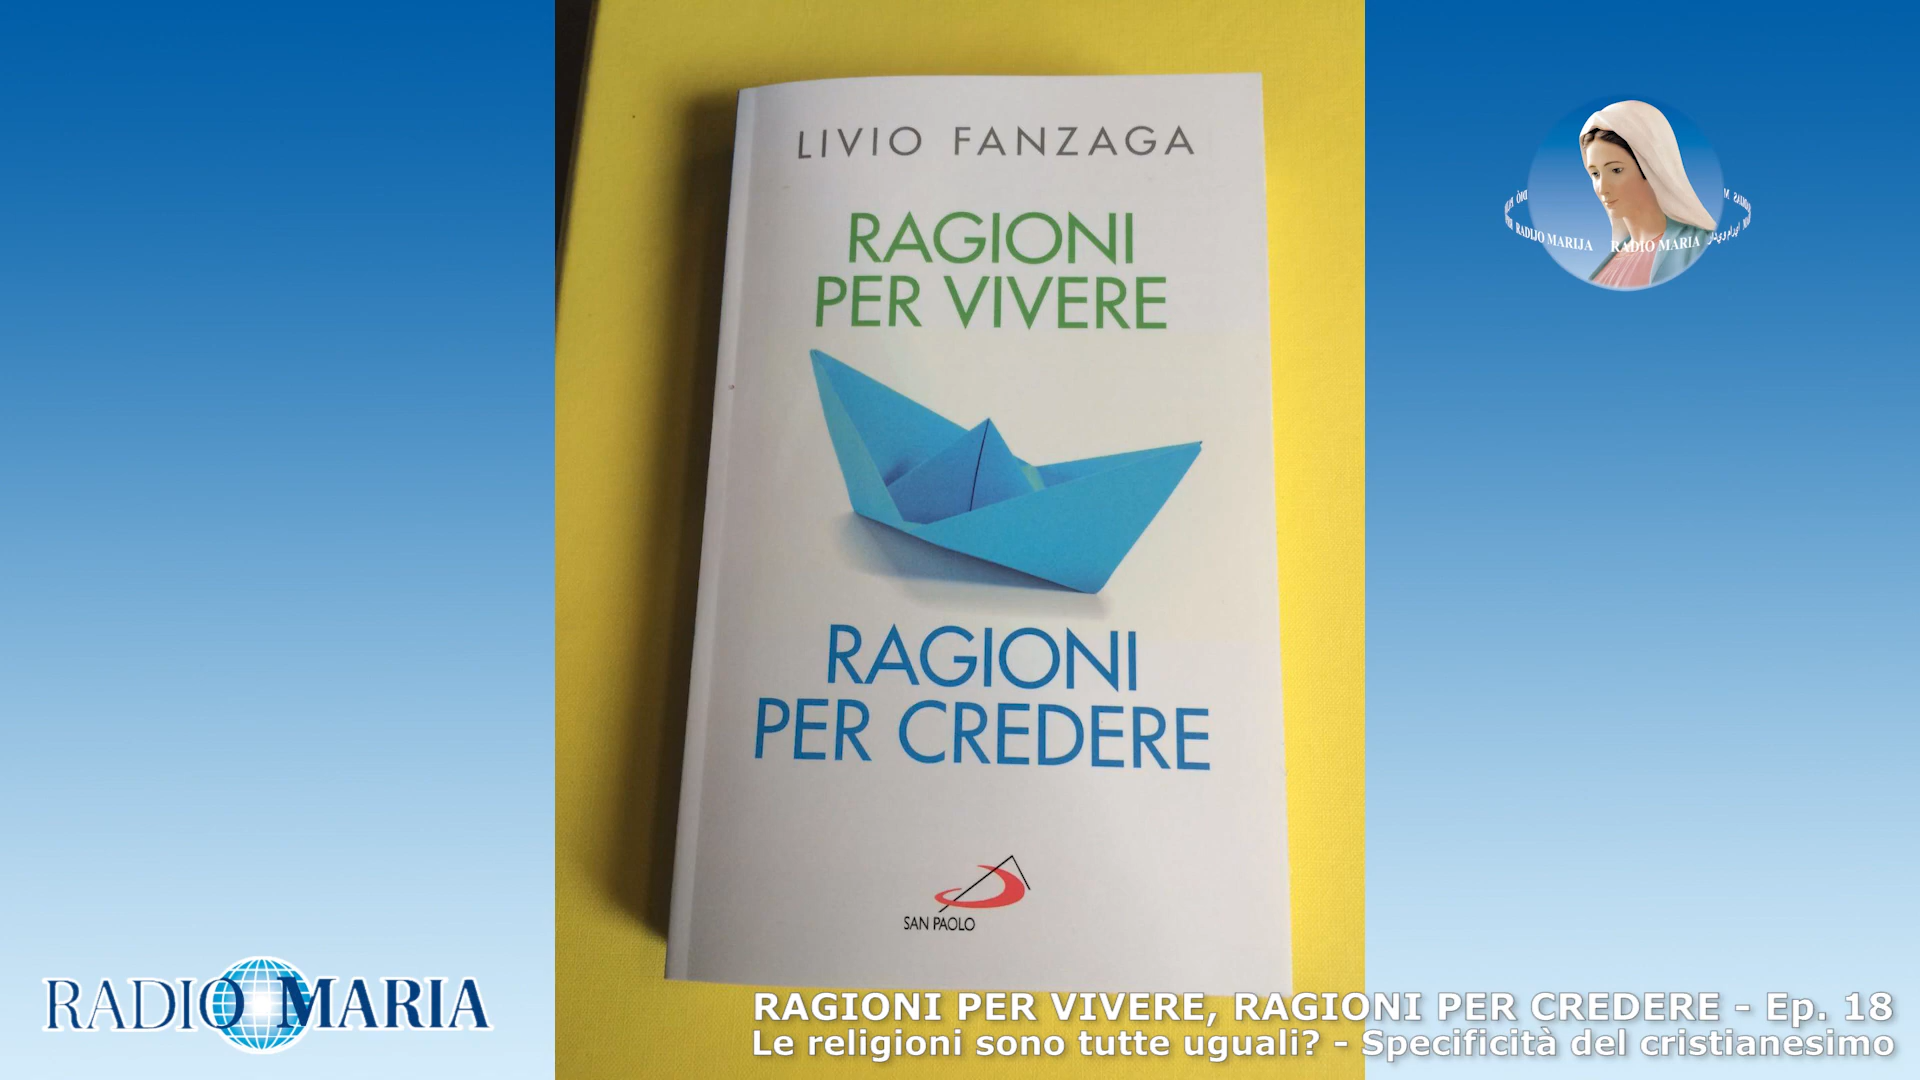 LIVIO FANZAGA
RAGIONI
PER VIVERE
RAGIONI
PER CREDERE
SAN PAOLO
RADIJO MARIJA RADIO MARIA
RADIO MARIA
RAGIONI PER VIVERE, RAGIONI PER CREDERE - Ep. 18
Le religioni sono tutte uguali? - Specificità del cristianesimo